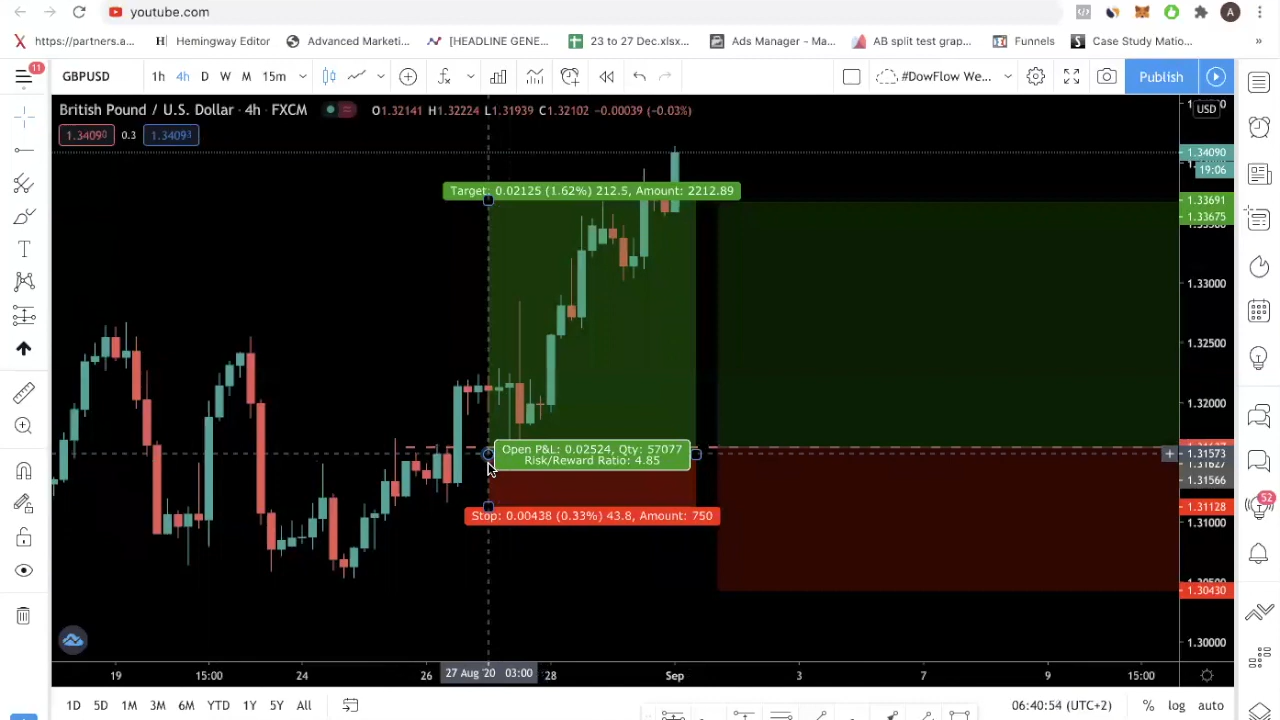 youtube.com
A
https://partners.a...
Hemingway Editor
Advanced Marketi...
[HEADLINE GENE...
23 to 27 Dec.xlsx...
Ads Manager - Ma...
AB split test grap...
Funnels
Case Study Matio...
»
11
GBPUSD
1h 4h D W M 15m
#DowFlow We...
Publish
British Pound / U.S. Dollar · 4h · FXCM
O1.32141 H1.32224 L1.31939 C1.32102 −0.00039 (−0.03%)
USD
1.34090 0.3 1.34093
1.34090
19:06
Target: 0.02125 (1.62%) 212.5, Amount: 2212.89
1.33691
1.33675
1.33000
1.32500
1.32000
Open P&L: 0.02524, Qty: 57077
Risk/Reward Ratio: 4.85
1.31573
1.31627
1.31566
52
1.31128
Stop: 0.00438 (0.33%) 43.8, Amount: 750
1.31000
1.30430
1.30000
19 15:00 24 26 27 Aug '20 03:00 28 Sep 3 7 9 15:00
1D 5D 1M 3M 6M YTD 1Y 5Y All
06:40:54 (UTC+2) % log auto